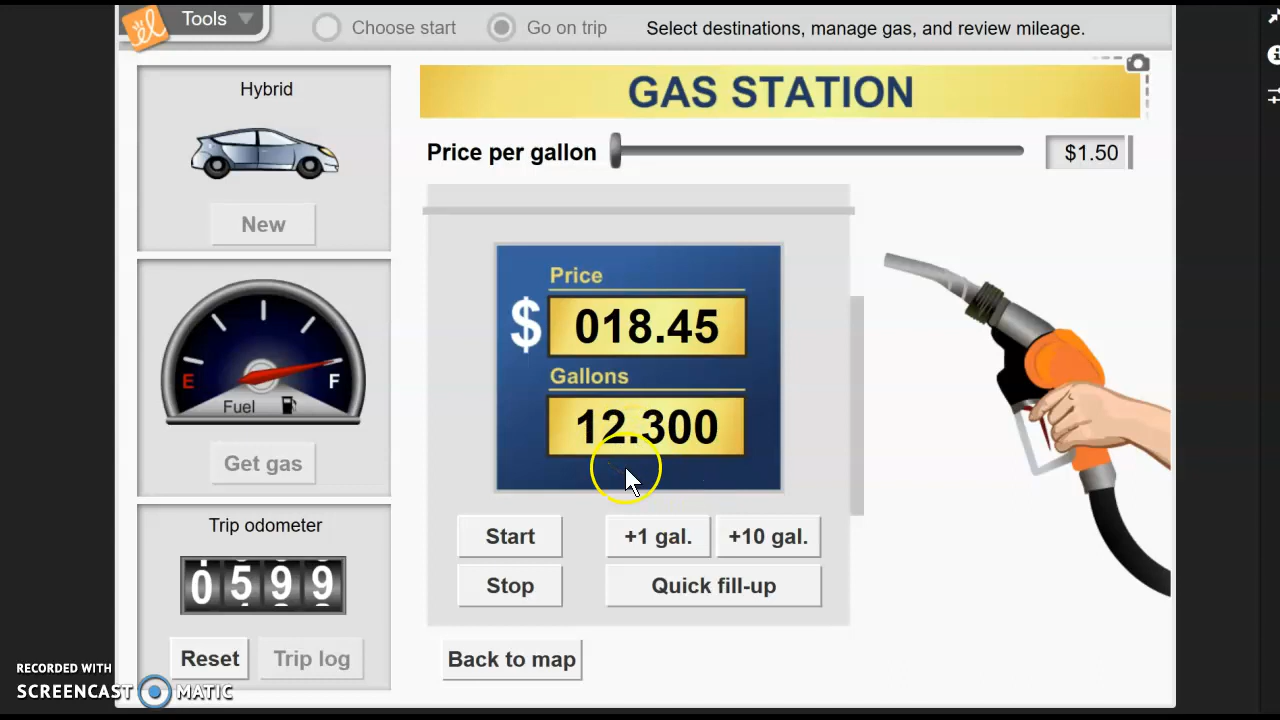 Tools
Choose start
Go on trip
Select destinations, manage gas, and review mileage.
Hybrid
New
E
F
Fuel
Get gas
Trip odometer
0599
Reset
Trip log
GAS STATION
Price per gallon
$1.50
Price
$ 018.45
Gallons
12.300
Start
+1 gal.
+10 gal.
Stop
Quick fill-up
Back to map
RECORDED WITH
SCREENCAST MATIC